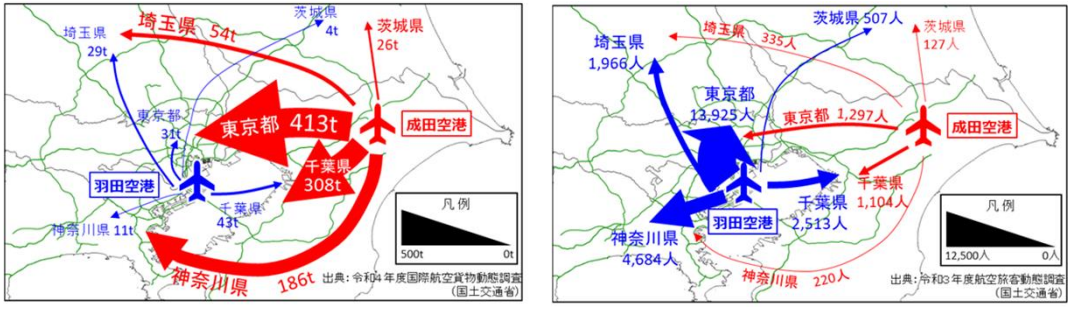 茨城県
4t
茨城県
26t
埼玉県
29t
埼玉県 54t
東京都
31t
東京都 413t
成田空港
千葉県
308t
羽田空港
千葉県
43t
神奈川県 11t
神奈川県 186t
凡例
500t 0t
出典：令和4年度国際航空貨物動態調査
（国土交通省）
茨城県 507人
茨城県
127人
埼玉県
1,966人
埼玉県 335人
東京都
13,925人
東京都 1,297人
成田空港
千葉県
1,104人
羽田空港
千葉県
2,513人
神奈川県
4,684人
神奈川県 220人
凡例
12,500人 0人
出典：令和3年度航空旅客動態調査
（国土交通省）